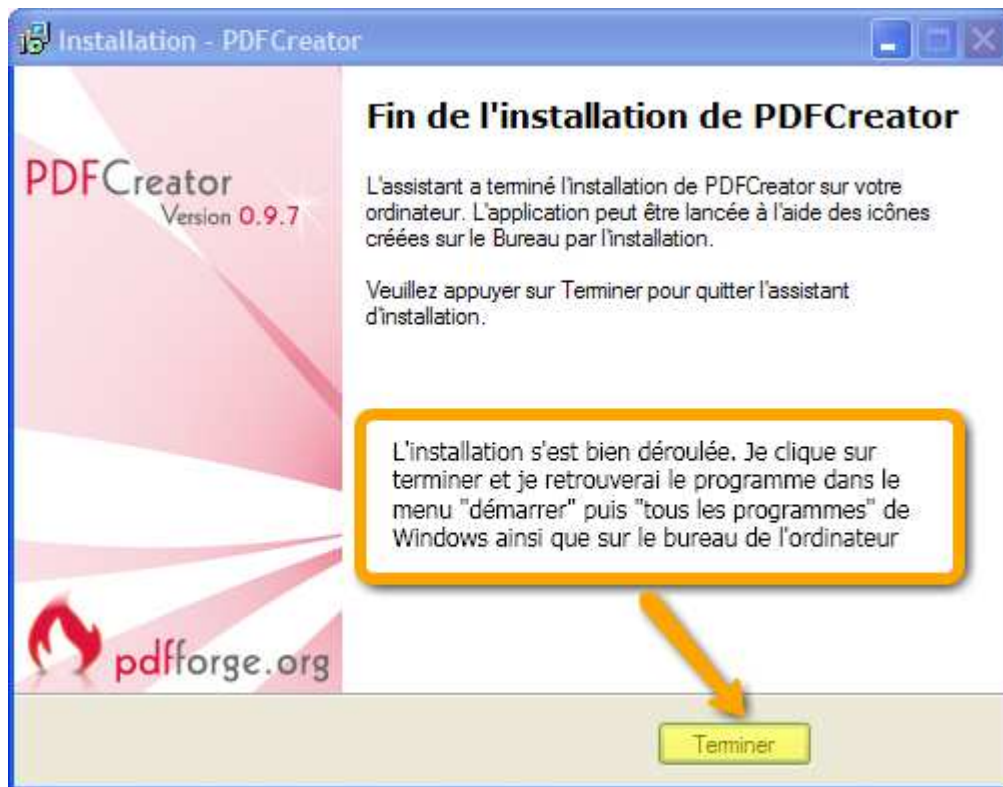 Installation - PDFCreator
PDFCreator
Version 0.9.7
Fin de l'installation de PDFCreator
L'assistant a terminé l'installation de PDFCreator sur votre
ordinateur. L'application peut être lancée à l'aide des icônes
créées sur le Bureau par l'installation.
Veuillez appuyer sur Terminer pour quitter l'assistant
d'installation.
L'installation s'est bien déroulée. Je clique sur
terminer et je retrouverai le programme dans le
menu "démarrer" puis "tous les programmes" de
Windows ainsi que sur le bureau de l'ordinateur
pdfforge.org
Terminer